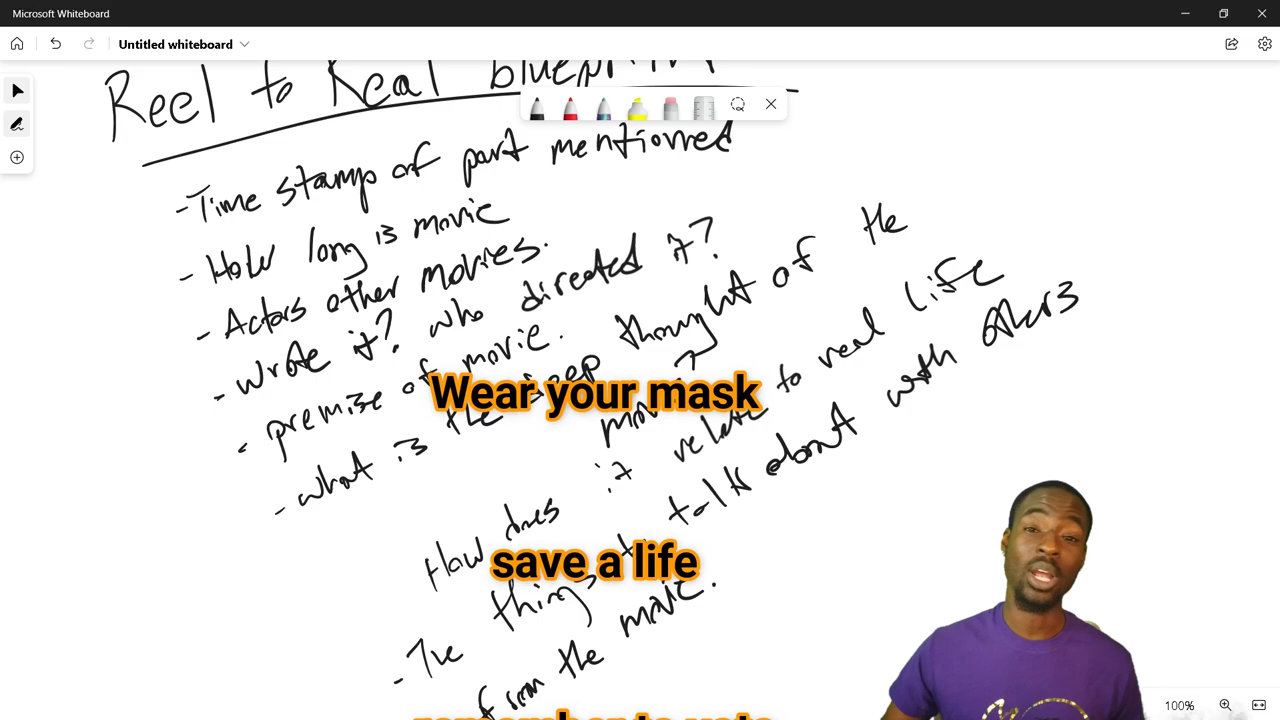 Microsoft Whiteboard
Untitled whiteboard
Reel to Real blueprint
- Time stamp of part mentionred
- How long is movie
- Actors other movies.
- wrote it? who directed it?
- premise of movie.
- what is the deep thought of the
movie
How does it relate to real life
- The things to talk about with others
from the movie.
Wear your mask
save a life
remember to vote
100%